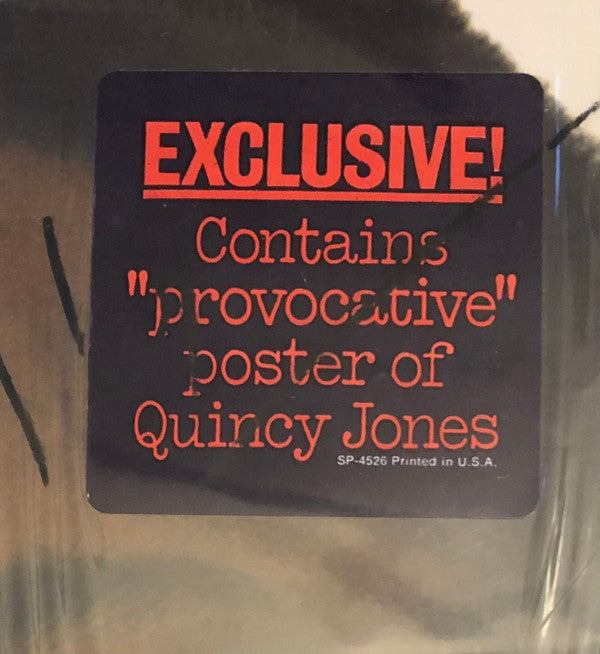 EXCLUSIVE!
Contains
"provocative"
poster of
Quincy Jones
SP-4526 Printed in U.S.A.